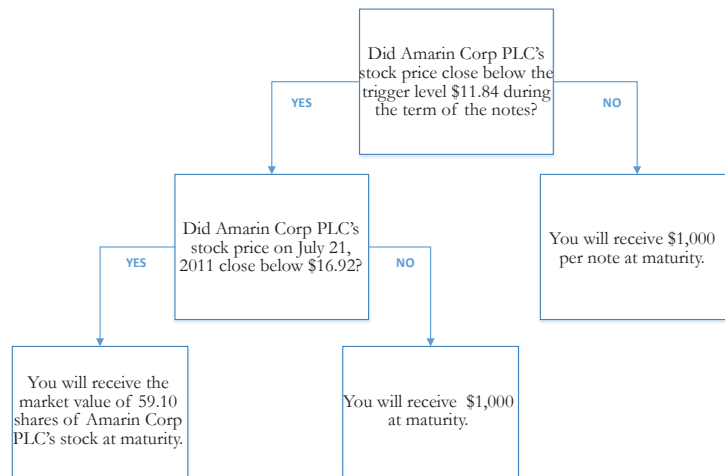 Did Amarin Corp PLC's
stock price close below the
trigger level $11.84 during
the term of the notes?
YES
NO
Did Amarin Corp PLC's
stock price on July 21,
2011 close below $16.92?
You will receive $1,000
per note at maturity.
YES
NO
You will receive the
market value of 59.10
shares of Amarin Corp
PLC's stock at maturity.
You will receive $1,000
at maturity.